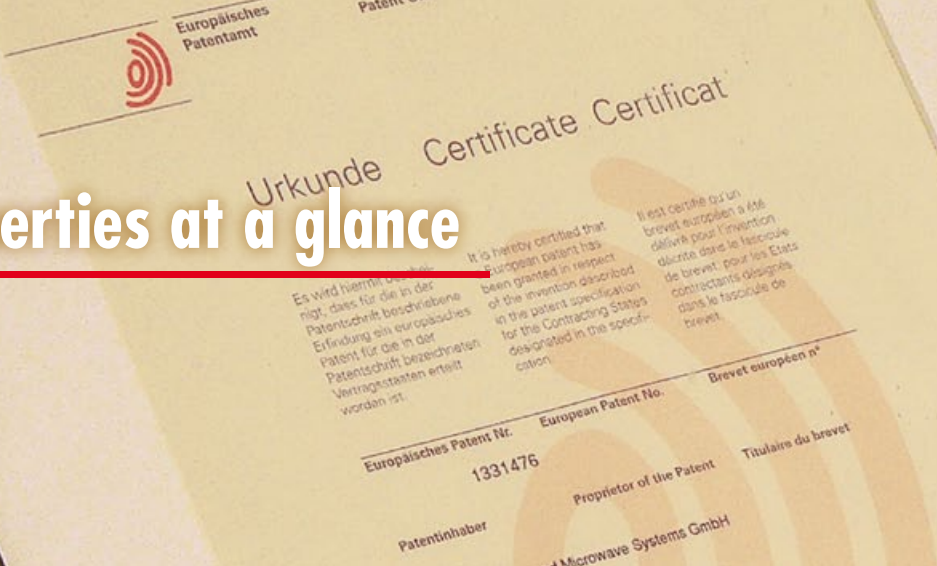 Europäisches
Patentamt
Patent
Urkunde Certificate Certificat
erties at a glance
Es wird hiermit beschei-
nigt, dass für die in der
Patentschrift beschriebene
Erfindung ein europäisches
Patent für die in der
Patentschrift bezeichneten
Vertragsstaaten erteilt
worden ist.
It is hereby certified that
European patent has
been granted in respect
of the invention described
in the patent specification
for the Contracting States
designated in the specifi-
cation.
Il est certifié qu'un
brevet européen a été
délivré pour l'invention
décrite dans le fascicule
de brevet, pour les Etats
contractants désignés
dans le fascicule de
brevet.
Europäisches Patent Nr. European Patent No. Brevet européen n°
1331476
Patentinhaber Proprietor of the Patent Titulaire du brevet
Microwave Systems GmbH